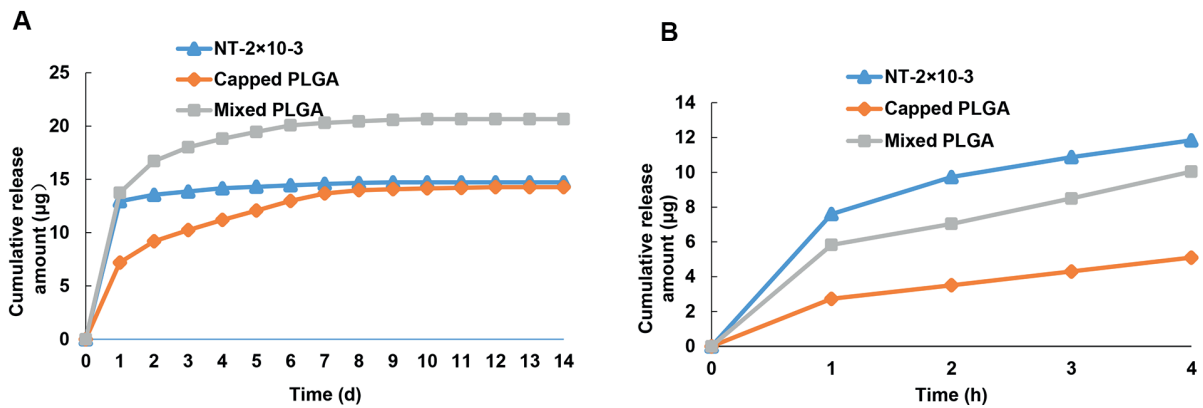 A
NT-2×10-3
Capped PLGA
Mixed PLGA
25
20
15
10
5
0
0 1 2 3 4 5 6 7 8 9 10 11 12 13 14
Time (d)
Cumulative release
amount (μg）
B
NT-2×10-3
Capped PLGA
Mixed PLGA
14
12
10
8
6
4
2
0
0 1 2 3 4
Time (h)
Cumulative release
amount (μg)